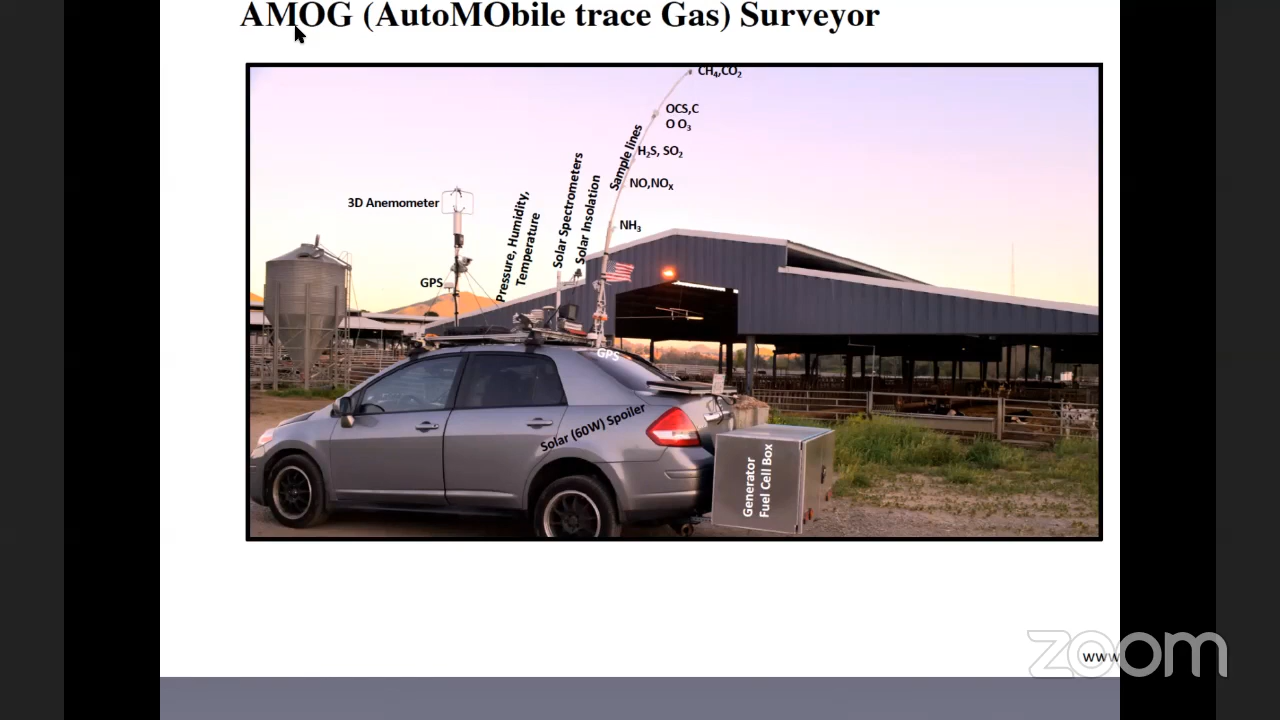 AMOG (AutoMObile trace Gas) Surveyor
CH₄,CO₂
OCS,C
O O₃
Sample lines
H₂S, SO₂
NO,NOₓ
NH₃
3D Anemometer
GPS
Pressure, Humidity,
Temperature
Solar Spectrometers
Solar Insolation
GPS
Solar (60W) Spoiler
Generator
Fuel Cell Box
www
zoom